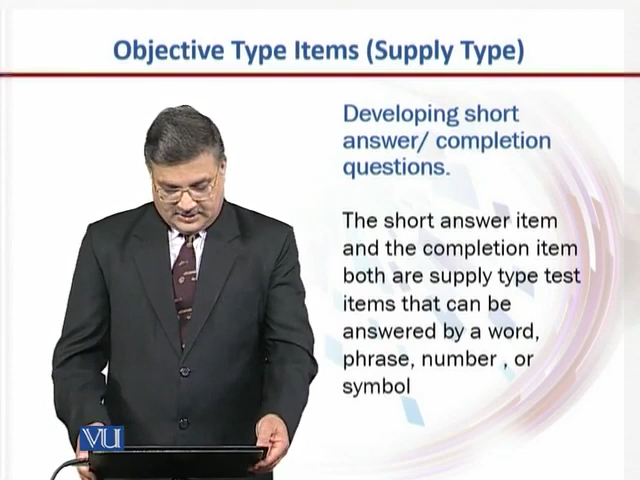 Objective Type Items (Supply Type)
Developing short
answer/ completion
questions.
The short answer item
and the completion item
both are supply type test
items that can be
answered by a word,
phrase, number , or
symbol
VU